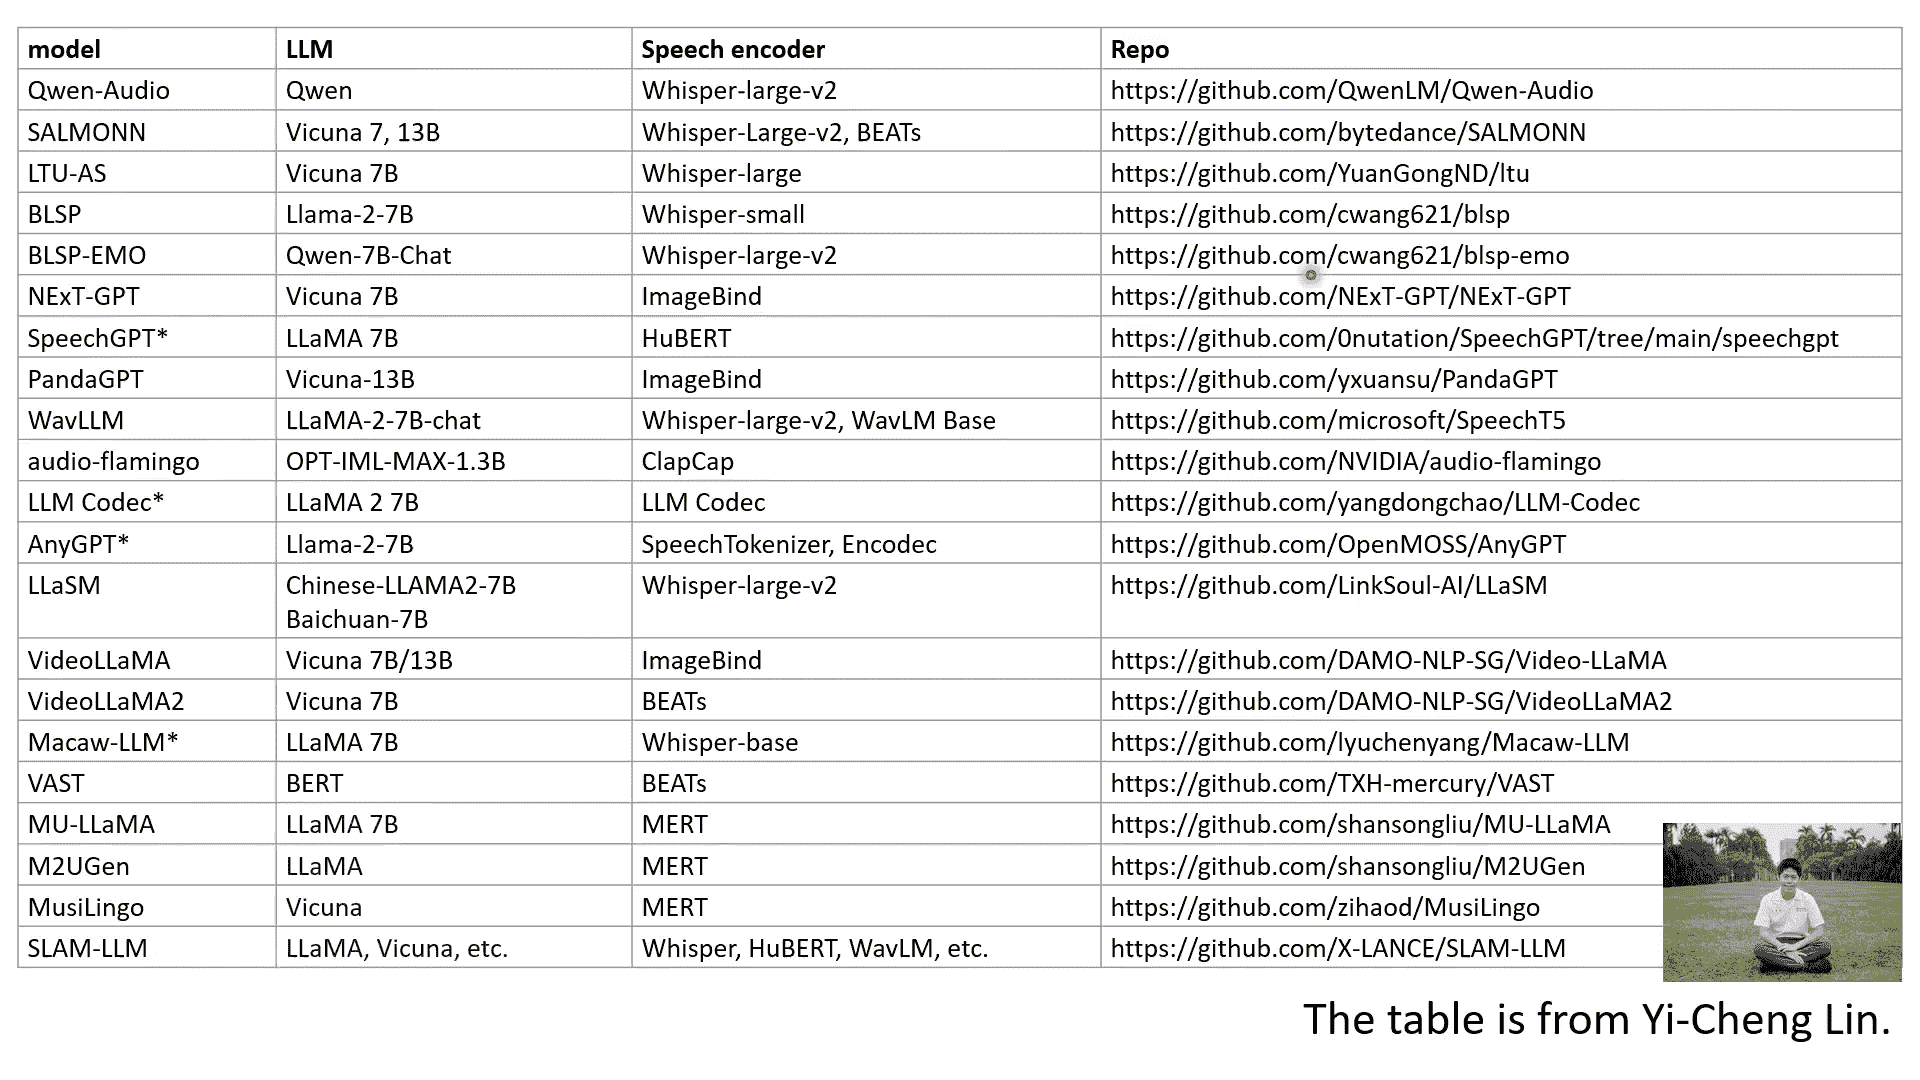 model LLM Speech encoder Repo
Qwen-Audio Qwen Whisper-large-v2 https://github.com/QwenLM/Qwen-Audio
SALMONN Vicuna 7, 13B Whisper-Large-v2, BEATs https://github.com/bytedance/SALMONN
LTU-AS Vicuna 7B Whisper-large https://github.com/YuanGongND/ltu
BLSP Llama-2-7B Whisper-small https://github.com/cwang621/blsp
BLSP-EMO Qwen-7B-Chat Whisper-large-v2 https://github.com/cwang621/blsp-emo
NExT-GPT Vicuna 7B ImageBind https://github.com/NExT-GPT/NExT-GPT
SpeechGPT* LLaMA 7B HuBERT https://github.com/0nutation/SpeechGPT/tree/main/speechgpt
PandaGPT Vicuna-13B ImageBind https://github.com/yxuansu/PandaGPT
WavLLM LLaMA-2-7B-chat Whisper-large-v2, WavLM Base https://github.com/microsoft/SpeechT5
audio-flamingo OPT-IML-MAX-1.3B ClapCap https://github.com/NVIDIA/audio-flamingo
LLM Codec* LLaMA 2 7B LLM Codec https://github.com/yangdongchao/LLM-Codec
AnyGPT* Llama-2-7B SpeechTokenizer, Encodec https://github.com/OpenMOSS/AnyGPT
LLaSM Chinese-LLAMA2-7B Whisper-large-v2 https://github.com/LinkSoul-AI/LLaSM
Baichuan-7B
VideoLLaMA Vicuna 7B/13B ImageBind https://github.com/DAMO-NLP-SG/Video-LLaMA
VideoLLaMA2 Vicuna 7B BEATs https://github.com/DAMO-NLP-SG/VideoLLaMA2
Macaw-LLM* LLaMA 7B Whisper-base https://github.com/lyuchenyang/Macaw-LLM
VAST BERT BEATs https://github.com/TXH-mercury/VAST
MU-LLaMA LLaMA 7B MERT https://github.com/shansongliu/MU-LLaMA
M2UGen LLaMA MERT https://github.com/shansongliu/M2UGen
MusiLingo Vicuna MERT https://github.com/zihaod/MusiLingo
SLAM-LLM LLaMA, Vicuna, etc. Whisper, HuBERT, WavLM, etc. https://github.com/X-LANCE/SLAM-LLM
The table is from Yi-Cheng Lin.